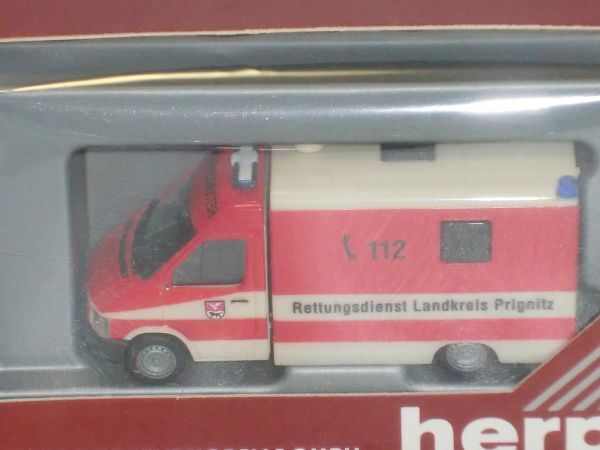 112
Rettungsdienst Landkreis Prignitz
herp